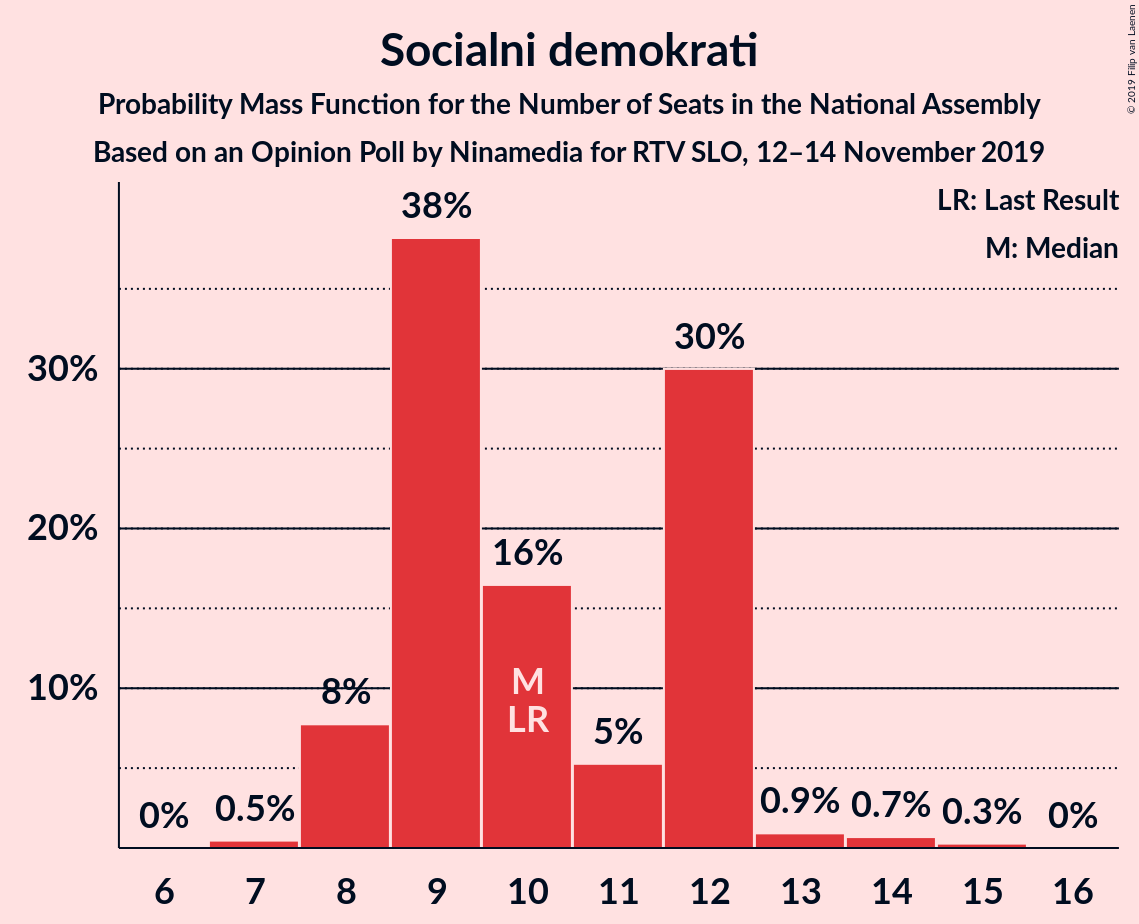 Socialni demokrati
Probability Mass Function for the Number of Seats in the National Assembly
Based on an Opinion Poll by Ninamedia for RTV SLO, 12–14 November 2019
© 2019 Filip van Laenen
LR: Last Result
M: Median
38%
30%
30%
20%
16%
10%
8%
M
LR
5%
0%
0.5%
0.9%
0.7%
0.3%
0%
6 7 8 9 10 11 12 13 14 15 16